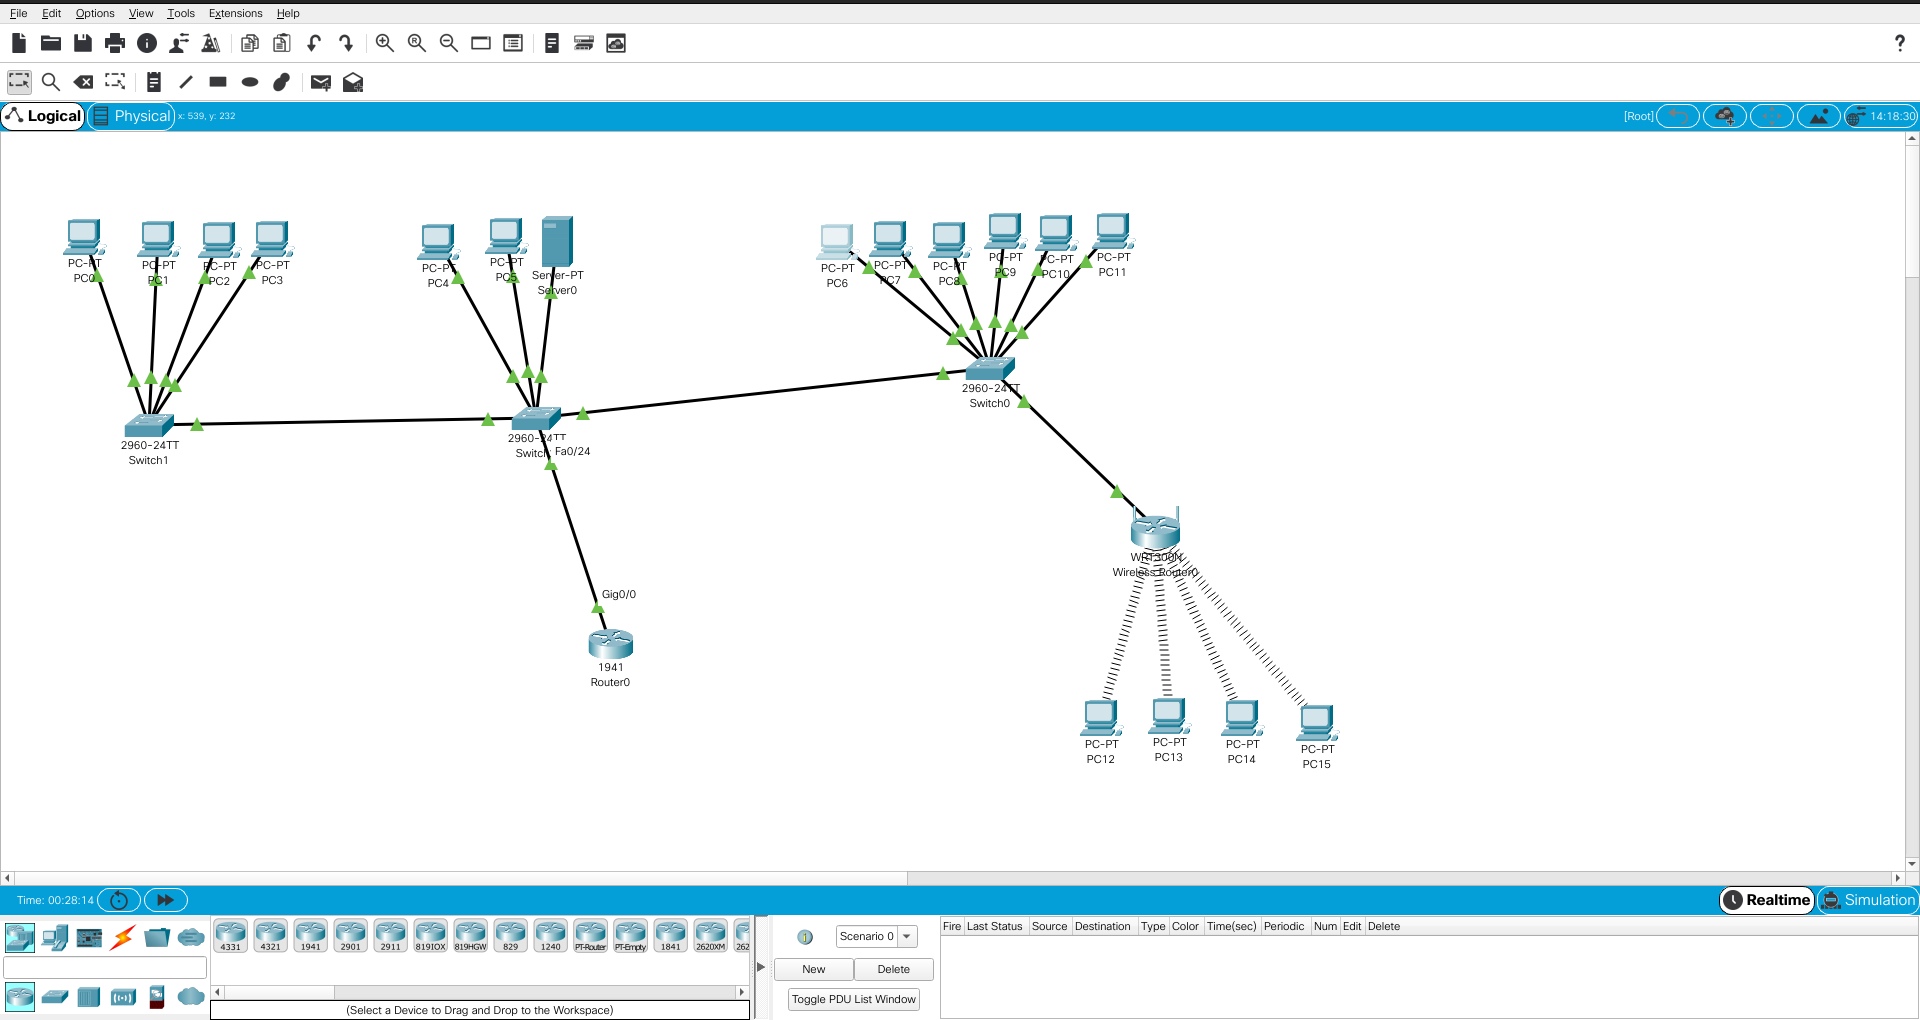 File Edit Options View Tools Extensions Help
Logical Physical x: 539, y: 232 [Root] 14:18:30
PC-PT
PC0
PC-PT
PC1
PC-PT
PC2
PC-PT
PC3
PC-PT
PC4
PC-PT
PC5
Server-PT
Server0
PC-PT
PC6
PC-PT
PC7
PC-PT
PC8
PC-PT
PC9
PC-PT
PC10
PC-PT
PC11
2960-24TT
Switch1
2960-24TT
Fa0/24
2960-24TT
Switch0
Gig0/0
1941
Router0
WRT300N
Wireless Router0
PC-PT
PC12
PC-PT
PC13
PC-PT
PC14
PC-PT
PC15
Time: 00:28:14 Realtime Simulation
4331 4321 1941 2901 2911 819IOX 819HGW 829 1240 PT-Router PT-Empty 1841 2620XM 262
(Select a Device to Drag and Drop to the Workspace)
Scenario 0
New Delete
Toggle PDU List Window
Fire Last Status Source Destination Type Color Time(sec) Periodic Num Edit Delete